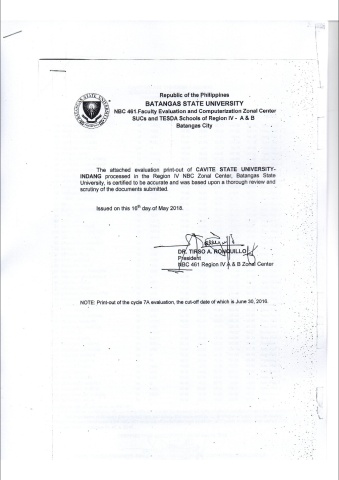 Republic of the Philippines
BATANGAS STATE UNIVERSITY
NBC 461 Faculty Evaluation and Computerization Zonal Center
SUCs and TESDA Schools of Region IV - A & B
Batangas City
The attached evaluation print-out of CAVITE STATE UNIVERSITY-
INDANG processed in the Region IV NBC Zonal Center, Batangas State
University, is certified to be accurate and was based upon a thorough review and
scrutiny of the documents submitted.
Issued on this 16th day of May 2018.
DR. TIRSO A. RONQUILLO
President
NBC 461 Region IV A & B Zonal Center
NOTE: Print-out of the cycle 7A evaluation, the cut-off date of which is June 30, 2016.